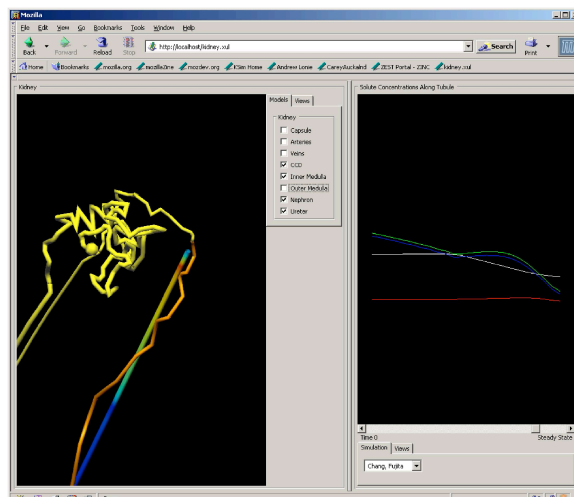 Mozilla
File Edit View Go Bookmarks Tools Window Help
Back Forward Reload Stop http://localhost/kidney.xul Search Print
Home Bookmarks mozilla.org mozillaZine mozdev.org KSim Home Andrew Lonie CareyAuckalnd ZEST Portal - ZINC kidney.xul
Kidney
Models Views
Kidney
Capsule
Arteries
Veins
CCD
Inner Medulla
Outer Medulla
Nephron
Ureter
Solute Concentrations Along Tubule
Time 0 Steady State
Simulation Views
Chang, Fujita